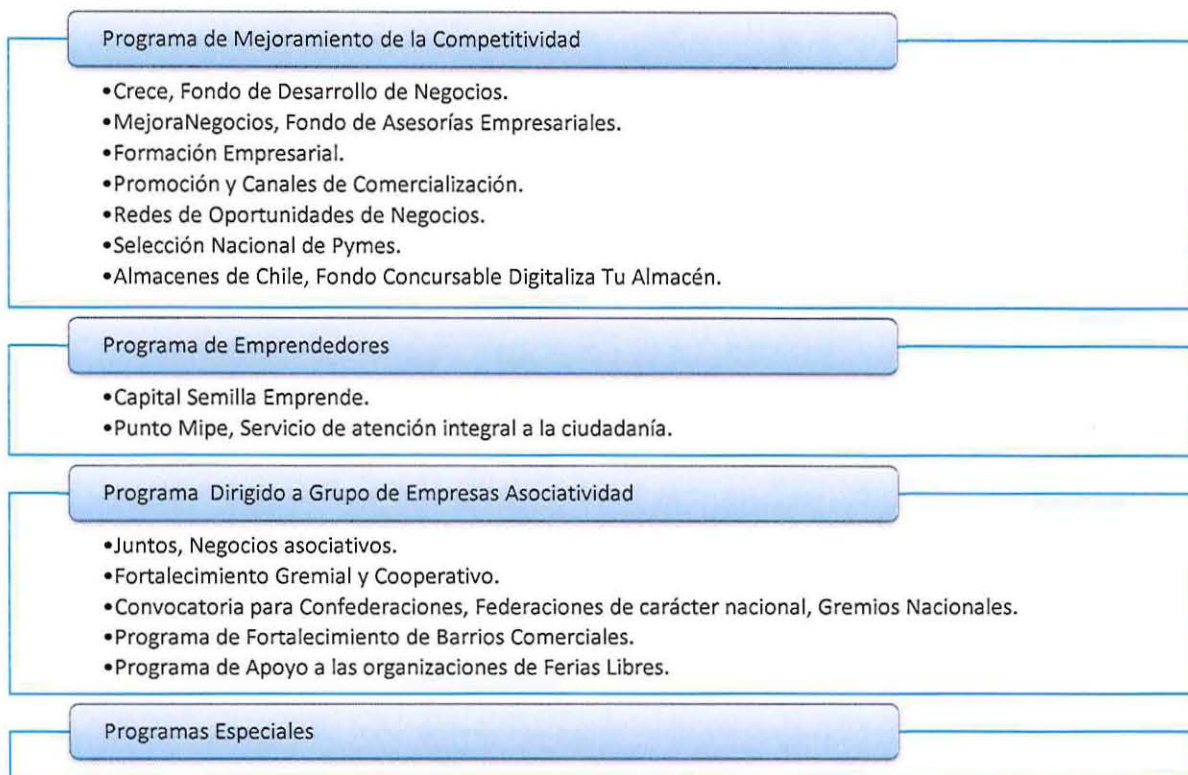 Programa de Mejoramiento de la Competitividad
•Crece, Fondo de Desarrollo de Negocios.
•MejoraNegocios, Fondo de Asesorías Empresariales.
•Formación Empresarial.
•Promoción y Canales de Comercialización.
•Redes de Oportunidades de Negocios.
•Selección Nacional de Pymes.
•Almacenes de Chile, Fondo Concursable Digitaliza Tu Almacén.
Programa de Emprendedores
•Capital Semilla Emprende.
•Punto Mipe, Servicio de atención integral a la ciudadanía.
Programa Dirigido a Grupo de Empresas Asociatividad
•Juntos, Negocios asociativos.
•Fortalecimiento Gremial y Cooperativo.
•Convocatoria para Confederaciones, Federaciones de carácter nacional, Gremios Nacionales.
•Programa de Fortalecimiento de Barrios Comerciales.
•Programa de Apoyo a las organizaciones de Ferias Libres.
Programas Especiales